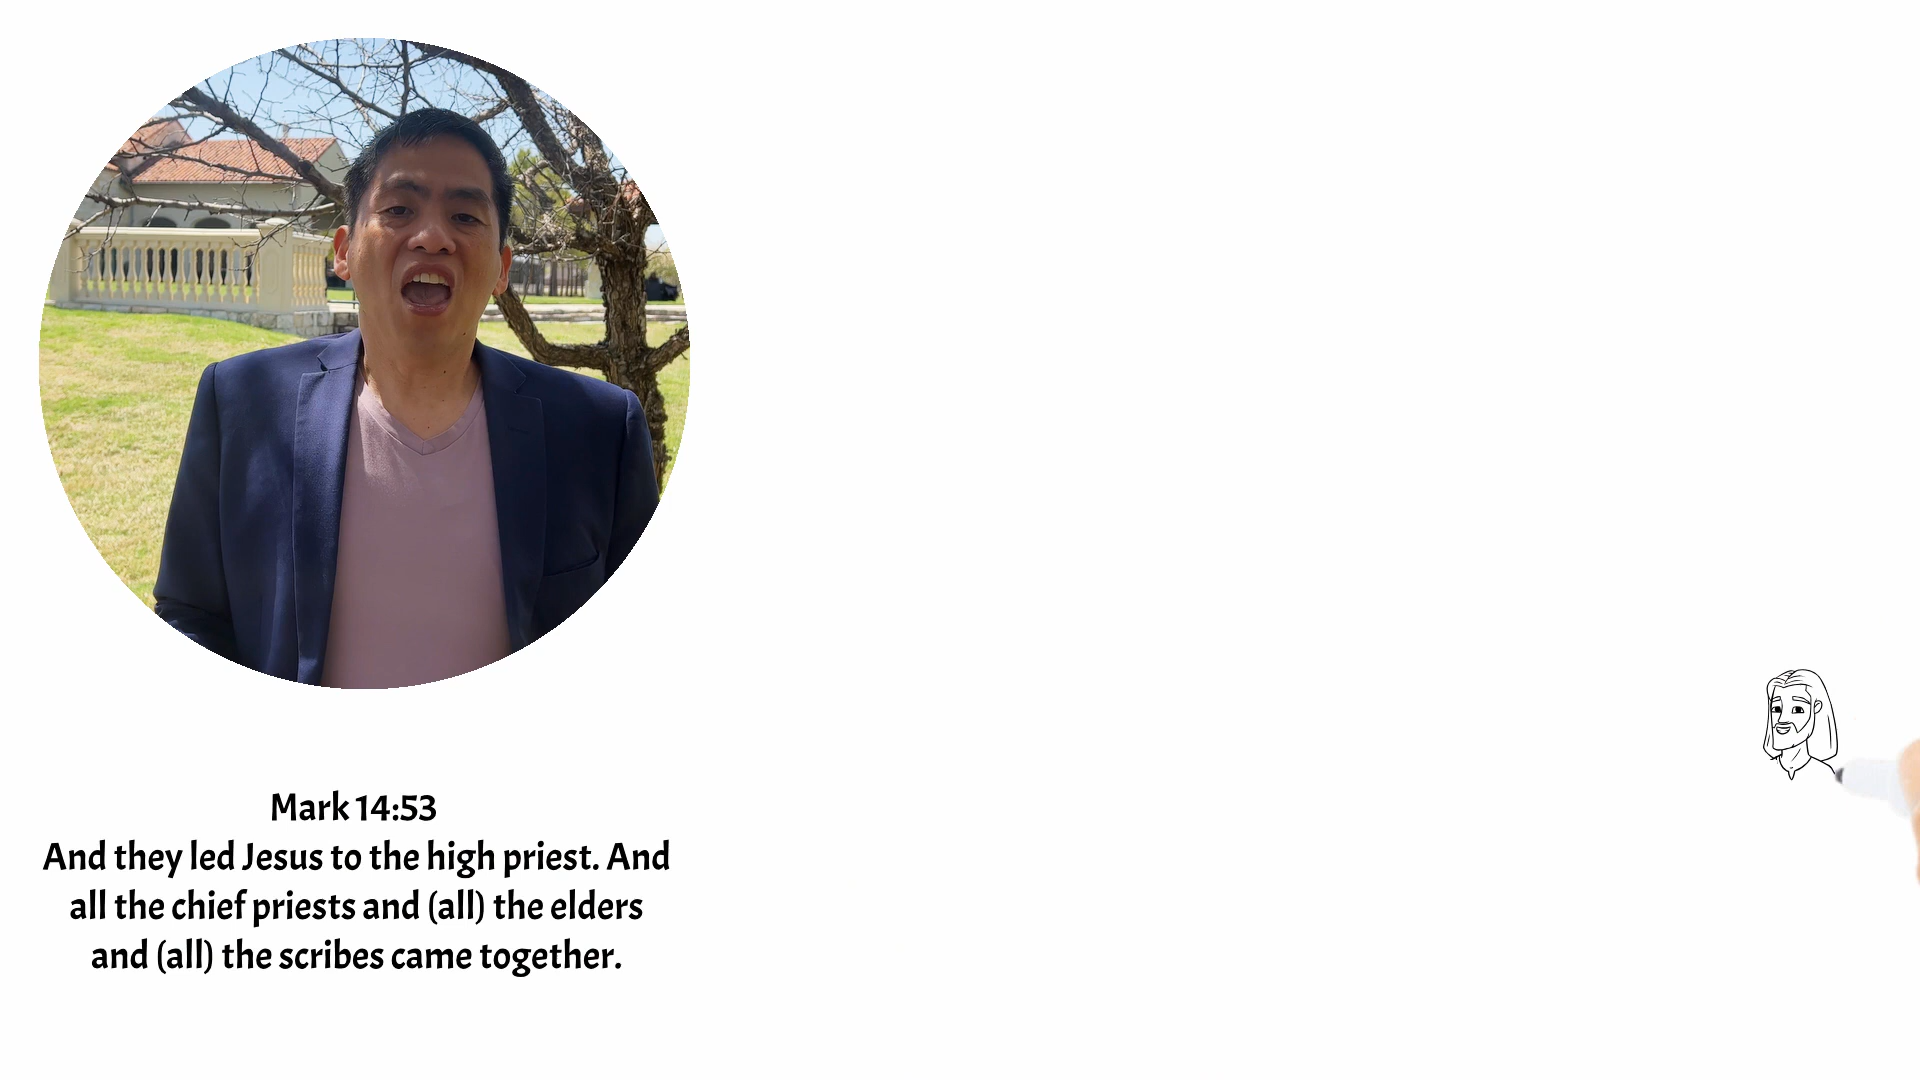 Mark 14:53
And they led Jesus to the high priest. And
all the chief priests and (all) the elders
and (all) the scribes came together.